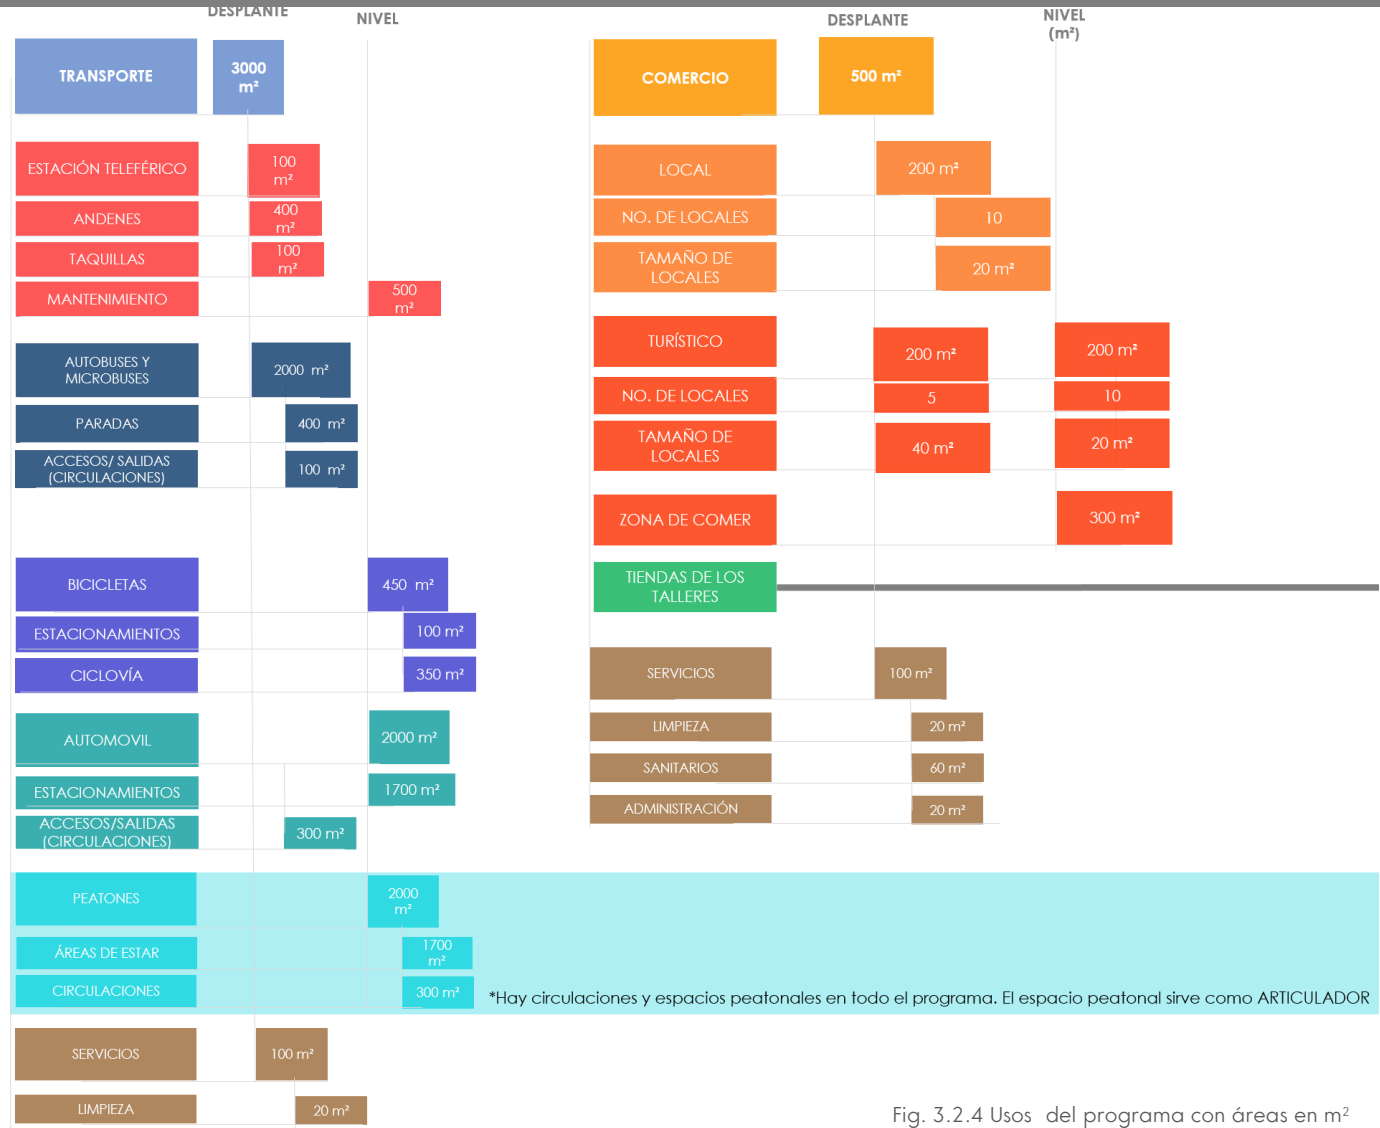 DESPLANTE
NIVEL
TRANSPORTE
3000
m²
ESTACIÓN TELEFÉRICO
100
m²
ANDENES
400
m²
TAQUILLAS
100
m²
MANTENIMIENTO
500
m²
AUTOBUSES Y
MICROBUSES
2000 m²
PARADAS
400 m²
ACCESOS/ SALIDAS
(CIRCULACIONES)
100 m²
BICICLETAS
450 m²
ESTACIONAMIENTOS
100 m²
CICLOVÍA
350 m²
AUTOMOVIL
2000 m²
ESTACIONAMIENTOS
1700 m²
ACCESOS/SALIDAS
(CIRCULACIONES)
300 m²
PEATONES
2000
m²
ÁREAS DE ESTAR
1700
m²
CIRCULACIONES
300 m²
*Hay circulaciones y espacios peatonales en todo el programa. El espacio peatonal sirve como ARTICULADOR
SERVICIOS
100 m²
LIMPIEZA
20 m²
DESPLANTE
NIVEL
(m²)
COMERCIO
500 m²
LOCAL
200 m²
NO. DE LOCALES
10
TAMAÑO DE
LOCALES
20 m²
TURÍSTICO
200 m²
200 m²
NO. DE LOCALES
5
10
TAMAÑO DE
LOCALES
40 m²
20 m²
ZONA DE COMER
300 m²
TIENDAS DE LOS
TALLERES
SERVICIOS
100 m²
LIMPIEZA
20 m²
SANITARIOS
60 m²
ADMINISTRACIÓN
20 m²
Fig. 3.2.4 Usos del programa con áreas en m²